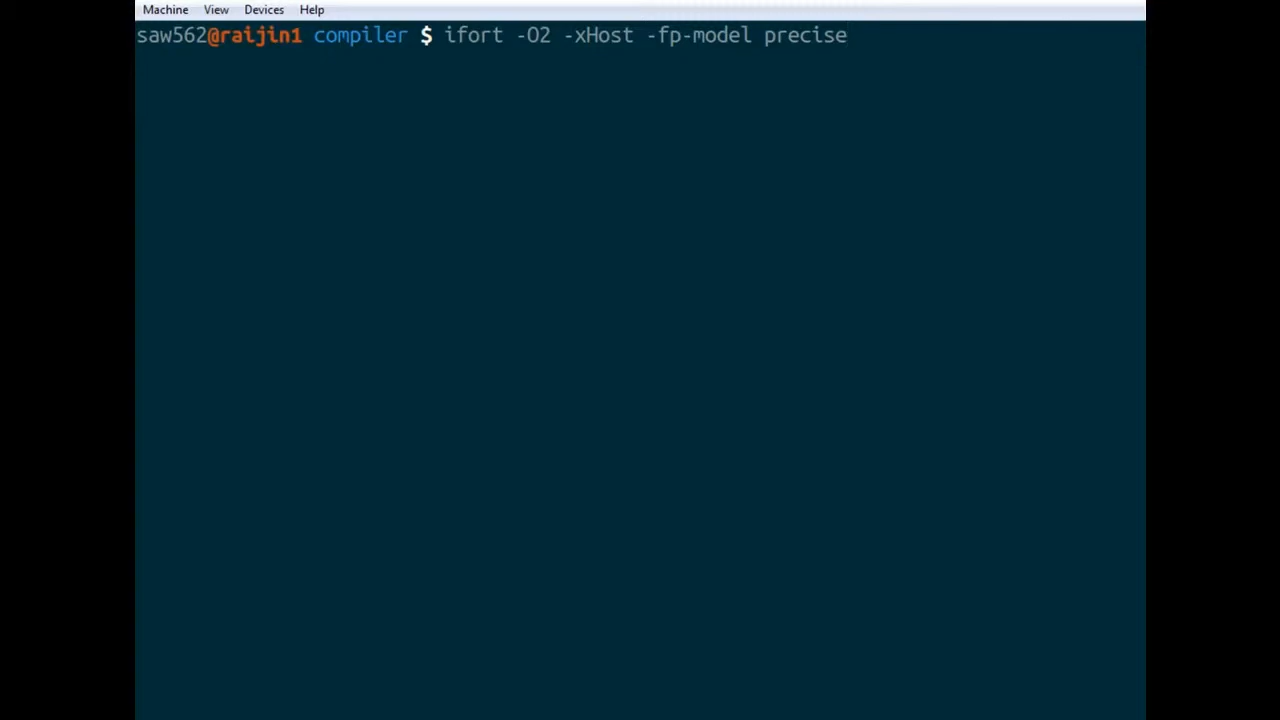 Machine View Devices Help
saw562@raijin1 compiler $ ifort -O2 -xHost -fp-model precise